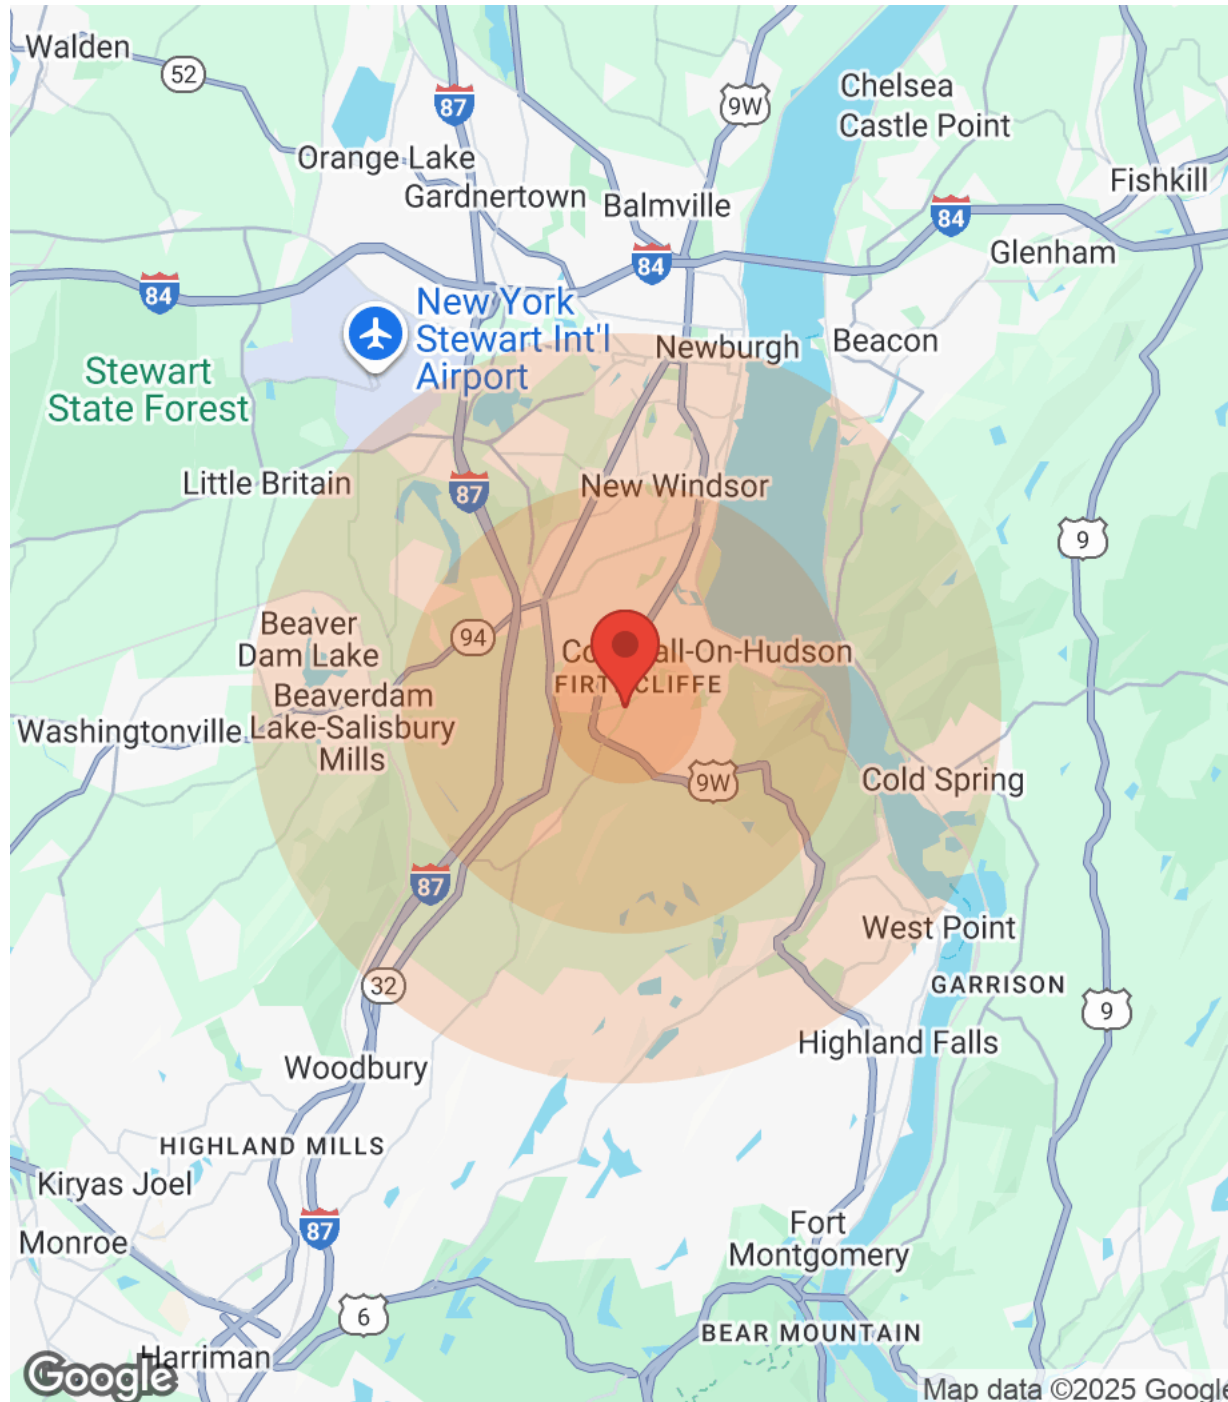 Walden
52
87
9W
Chelsea
Castle Point
Orange Lake
Gardnertown
Balmville
Fishkill
84
Glenham
84
84
New York
Stewart Int'l
Airport
Newburgh
Beacon
Stewart
State Forest
Little Britain
87
New Windsor
9
Beaver
Dam Lake
94
all-On-Hudson
FIRT CLIFFE
Beaverdam
Lake-Salisbury
Mills
Washingtonville
9W
Cold Spring
87
West Point
GARRISON
32
9
Highland Falls
Woodbury
HIGHLAND MILLS
Kiryas Joel
Monroe
87
Fort
Montgomery
6
BEAR MOUNTAIN
Harriman
Google
Map data ©2025 Google